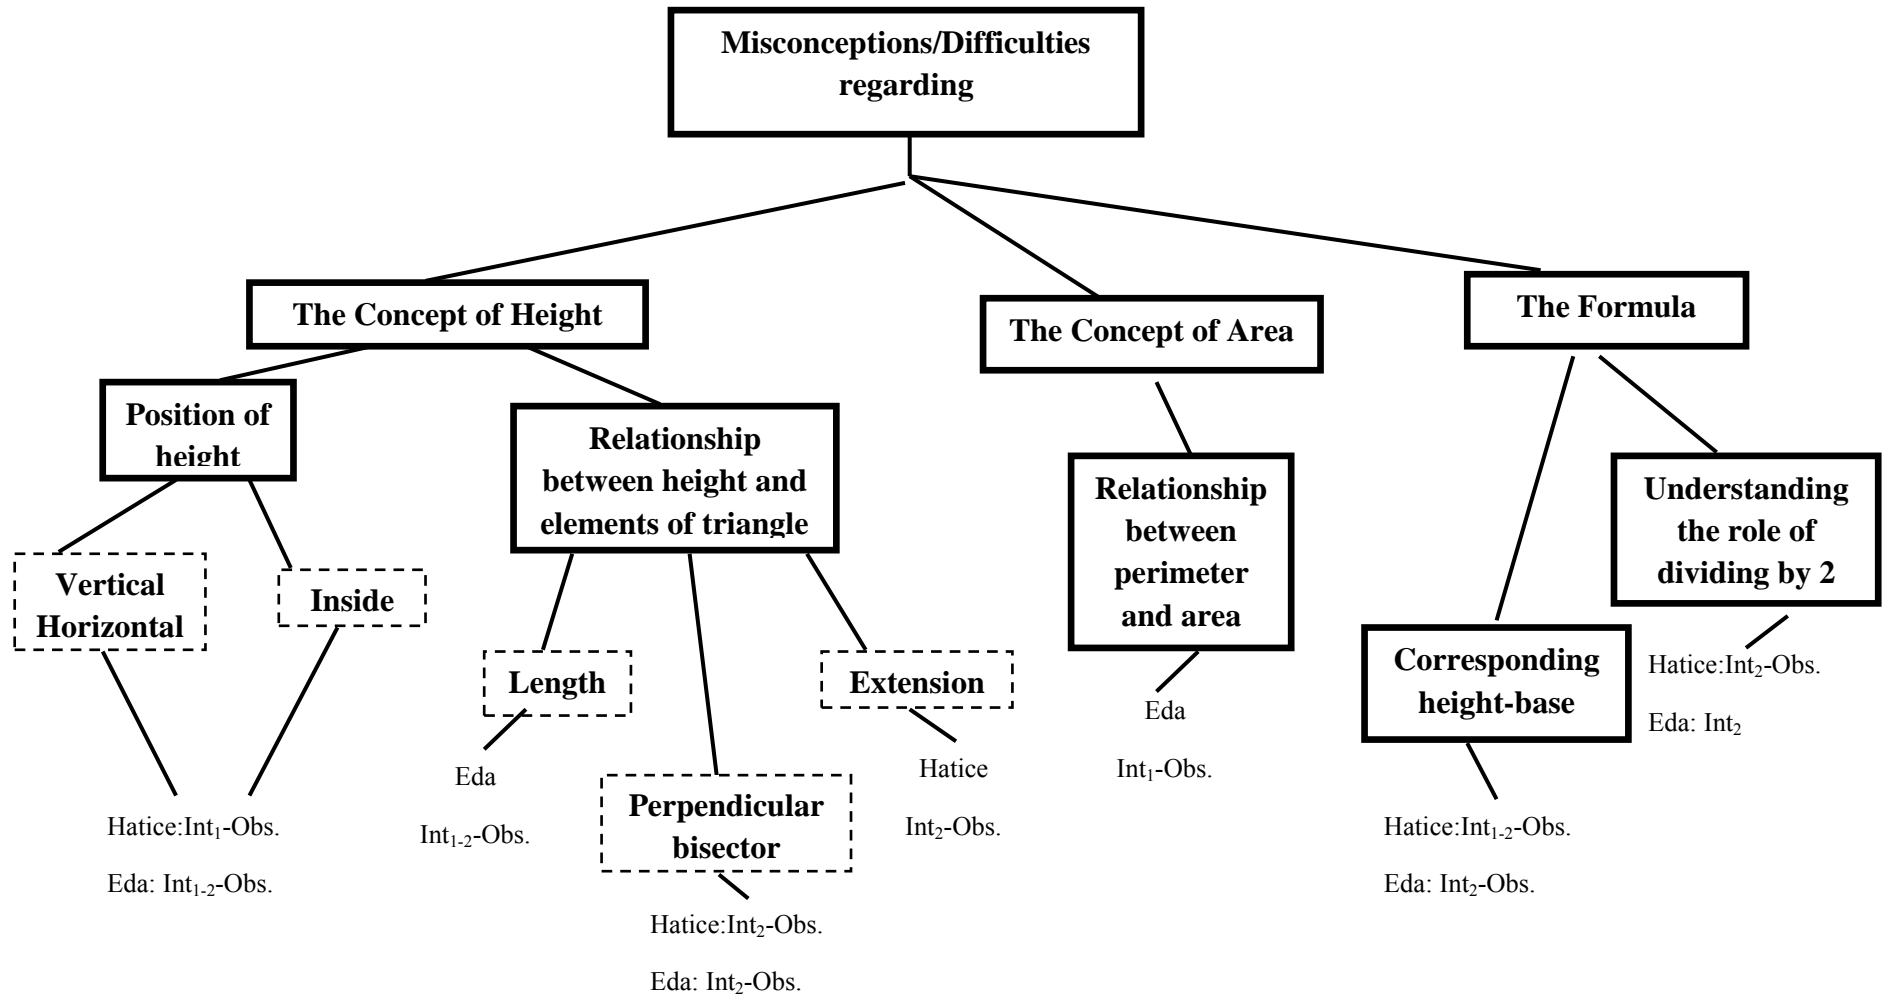 Misconceptions/Difficulties
regarding
The Concept of Height
The Concept of Area
The Formula
Position of
height
Relationship
between height and
elements of triangle
Relationship
between
perimeter
and area
Understanding
the role of
dividing by 2
Vertical
Horizontal
Inside
Length
Extension
Corresponding
height-base
Perpendicular
bisector
Hatice:Int₁-Obs.
Eda: Int₁₋₂-Obs.
Eda
Int₁₋₂-Obs.
Hatice:Int₂-Obs.
Eda: Int₂-Obs.
Hatice
Int₂-Obs.
Eda
Int₁-Obs.
Hatice:Int₁₋₂-Obs.
Eda: Int₂-Obs.
Hatice:Int₂-Obs.
Eda: Int₂